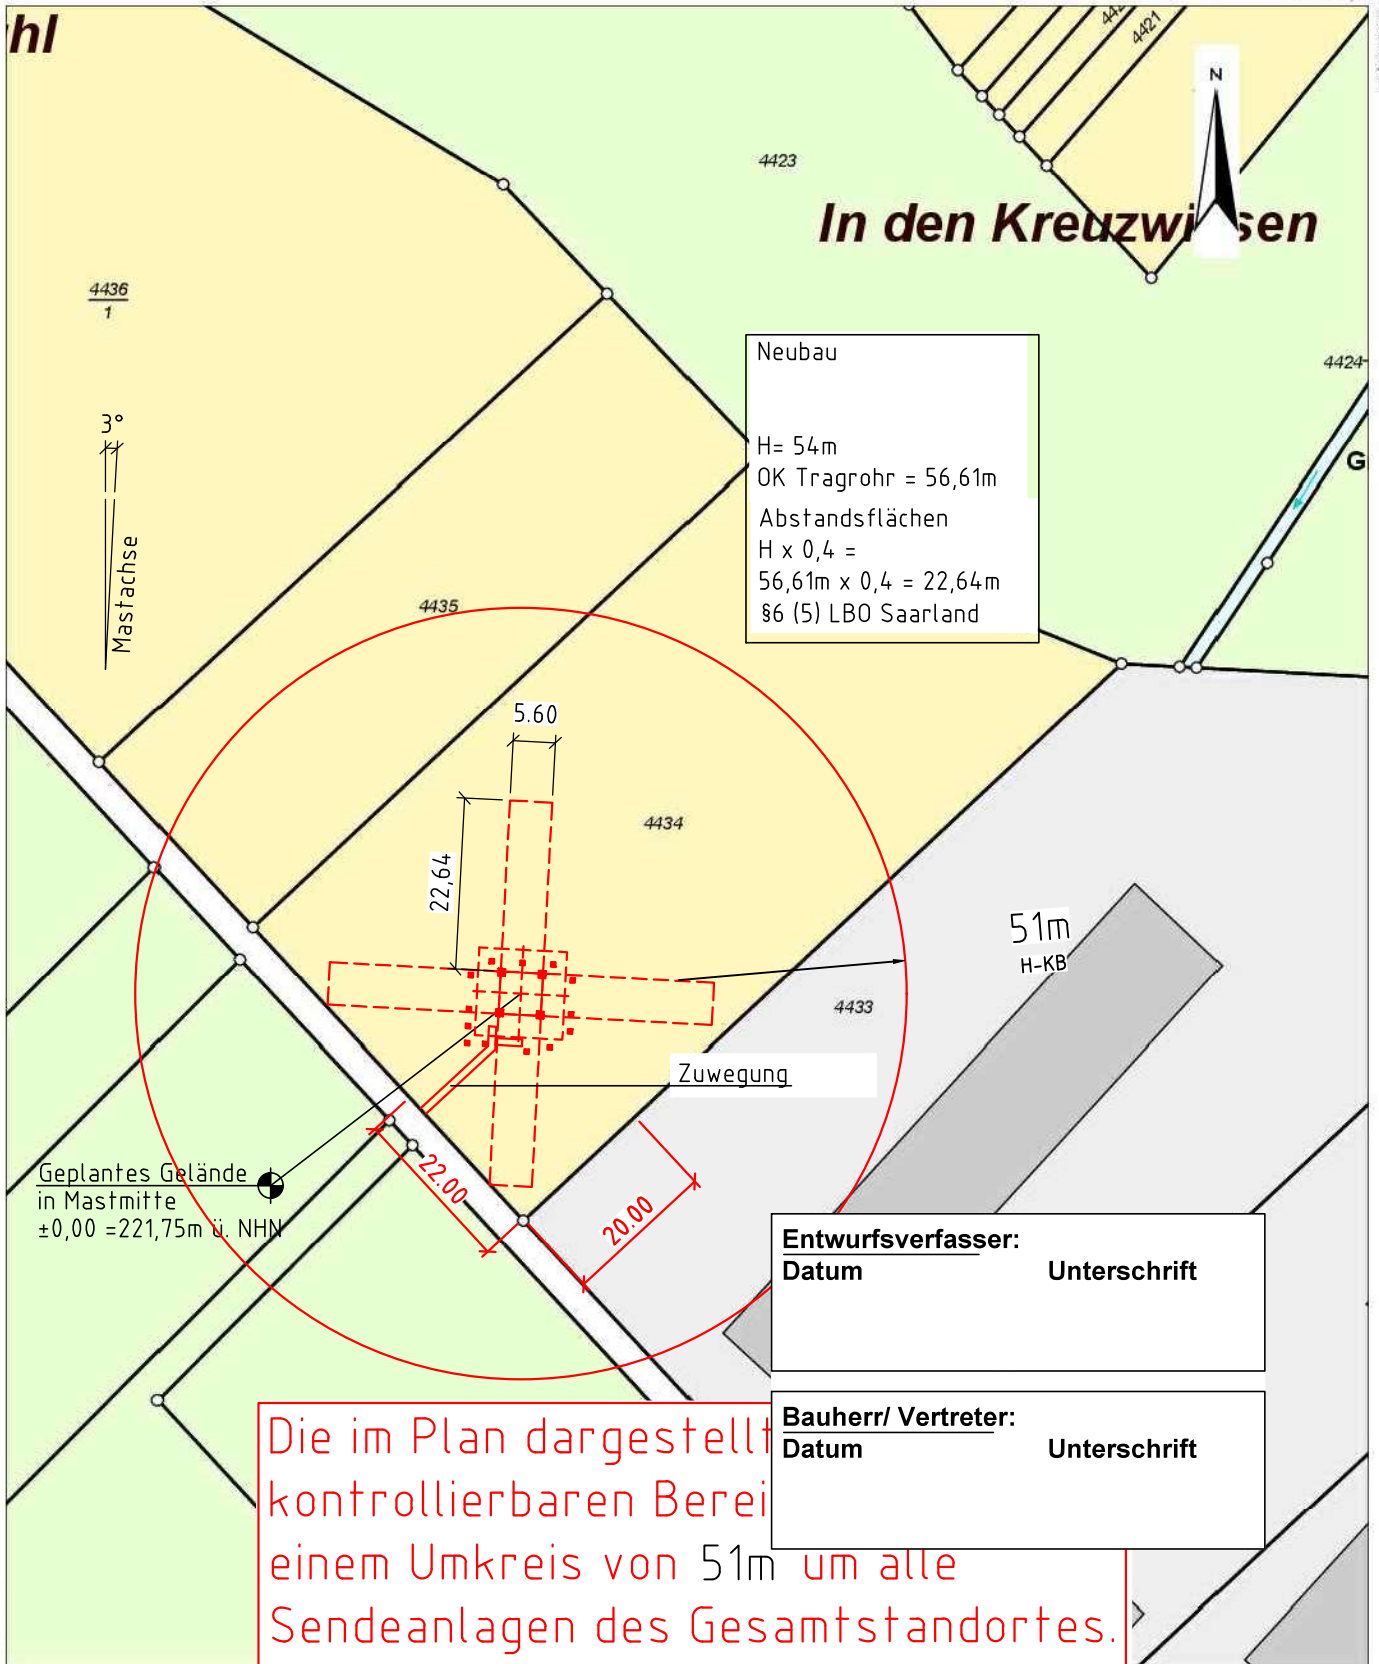 hl
442
4421
N
4423
In den Kreuzwi sen
4436
1
4424
Neubau
H= 54m
OK Tragrohr = 56,61m
Abstandsflächen
H x 0,4 =
56,61m x 0,4 = 22,64m
§6 (5) LBO Saarland
G
3°
Mastachse
4435
5.60
4434
22,64
51m
H-KB
4433
Zuwegung
Geplantes Gelände
in Mastmitte
±0,00 =221,75m ü. NHN
22.00
20.00
Entwurfsverfasser:
Datum Unterschrift
Bauherr/ Vertreter:
Datum Unterschrift
Die im Plan dargestellt
kontrollierbaren Berei
einem Umkreis von 51m um alle
Sendeanlagen des Gesamtstandortes.